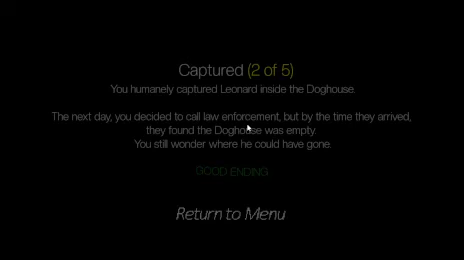 Captured (2 of 5)
You humanely captured Leonard inside the Doghouse.
The next day, you decided to call law enforcement, but by the time they arrived,
they found the Doghouse was empty.
You still wonder where he could have gone.
GOOD ENDING
Return to Menu